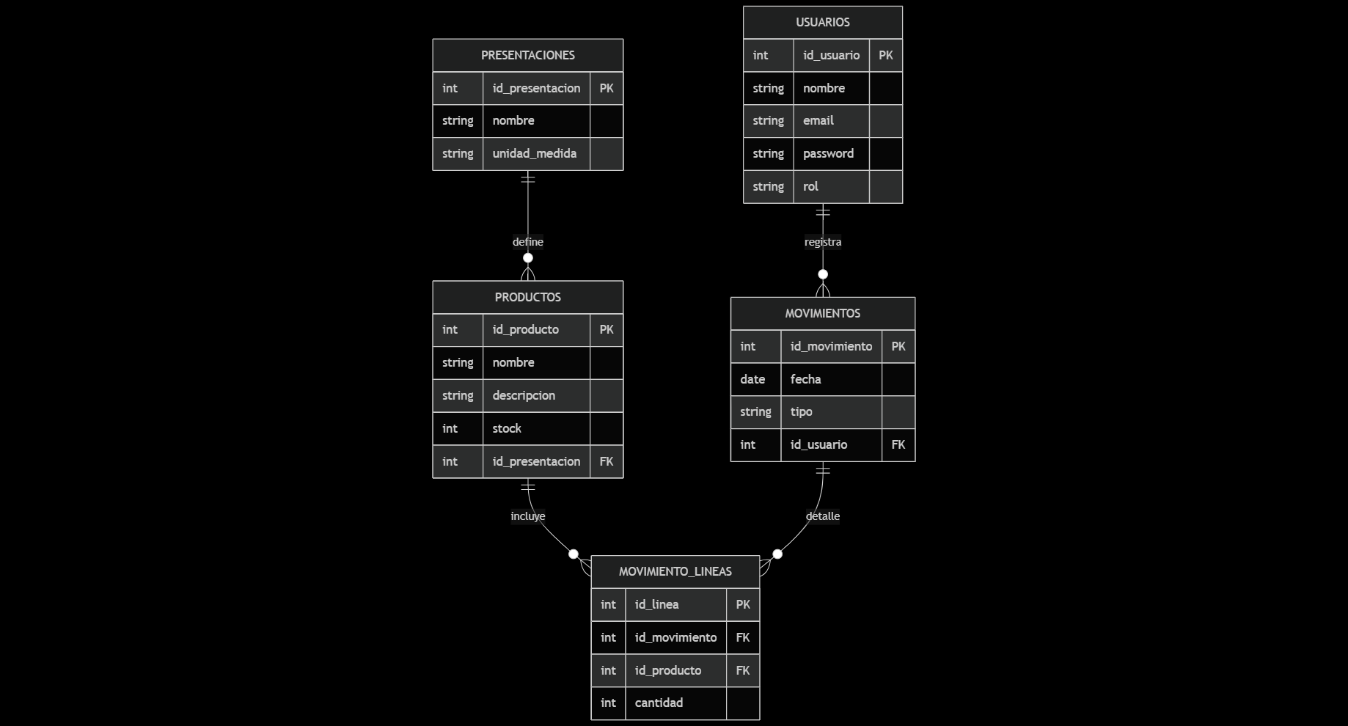 PRESENTACIONES
int id_presentacion PK
string nombre
string unidad_medida
define
PRODUCTOS
int id_producto PK
string nombre
string descripcion
int stock
int id_presentacion FK
incluye
USUARIOS
int id_usuario PK
string nombre
string email
string password
string rol
registra
MOVIMIENTOS
int id_movimiento PK
date fecha
string tipo
int id_usuario FK
detalle
MOVIMIENTO_LINEAS
int id_linea PK
int id_movimiento FK
int id_producto FK
int cantidad